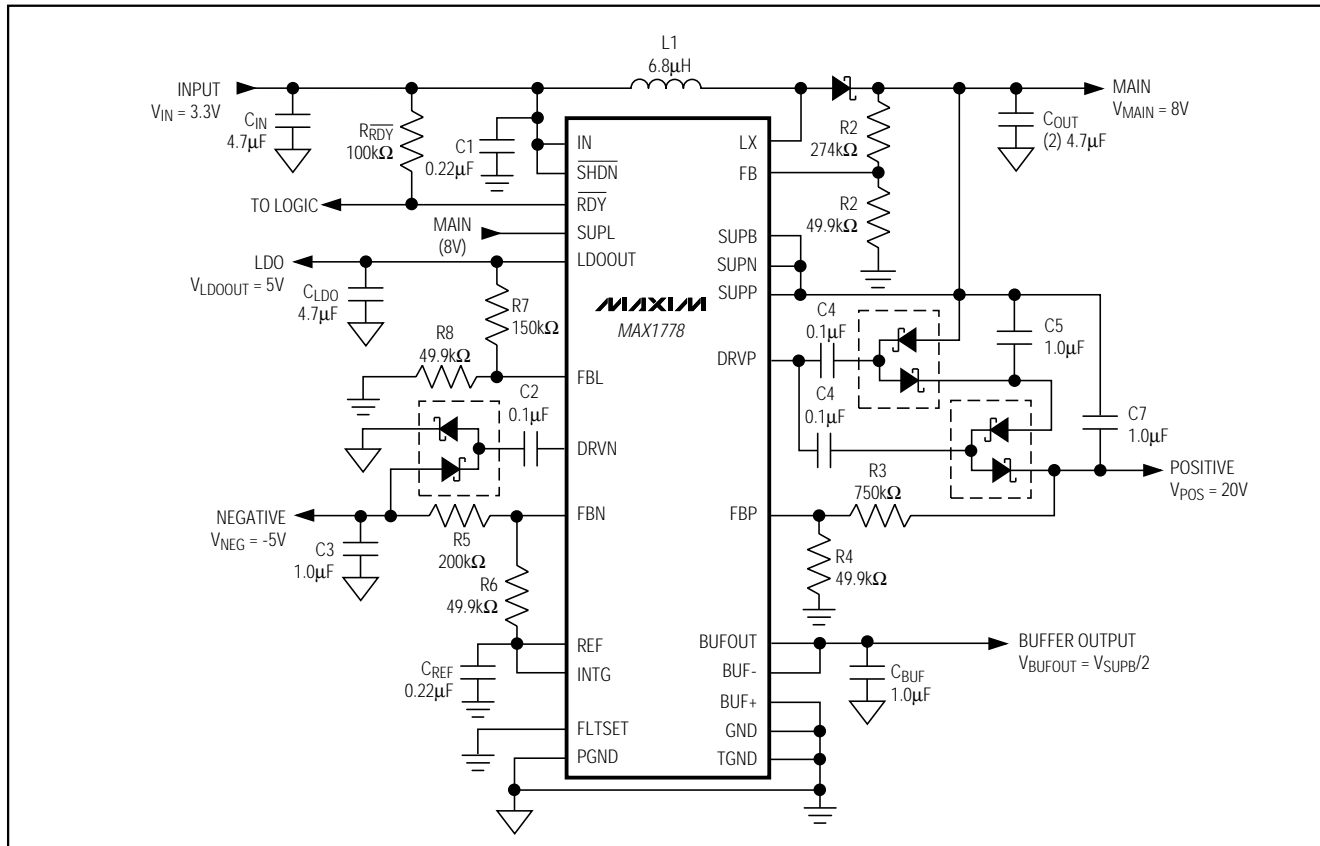 L1
6.8µH
INPUT
VIN = 3.3V
CIN
4.7µF
RRDY
100kΩ
C1
0.22µF
TO LOGIC
MAIN
(8V)
LDO
VLDOOUT = 5V
CLDO
4.7µF
R7
150kΩ
R8
49.9kΩ
C2
0.1µF
NEGATIVE
VNEG = -5V
C3
1.0µF
R5
200kΩ
R6
49.9kΩ
CREF
0.22µF
IN
SHDN
RDY
SUPL
LDOOUT
FBL
DRVN
FBN
REF
INTG
FLTSET
PGND
MAXIM
MAX1778
LX
FB
SUPB
SUPN
SUPP
DRVP
FBP
BUFOUT
BUF-
BUF+
GND
TGND
R2
274kΩ
R2
49.9kΩ
MAIN
VMAIN = 8V
COUT
(2) 4.7µF
C4
0.1µF
C4
0.1µF
C5
1.0µF
C7
1.0µF
POSITIVE
VPOS = 20V
R3
750kΩ
R4
49.9kΩ
BUFFER OUTPUT
VBUFOUT = VSUPB/2
CBUF
1.0µF